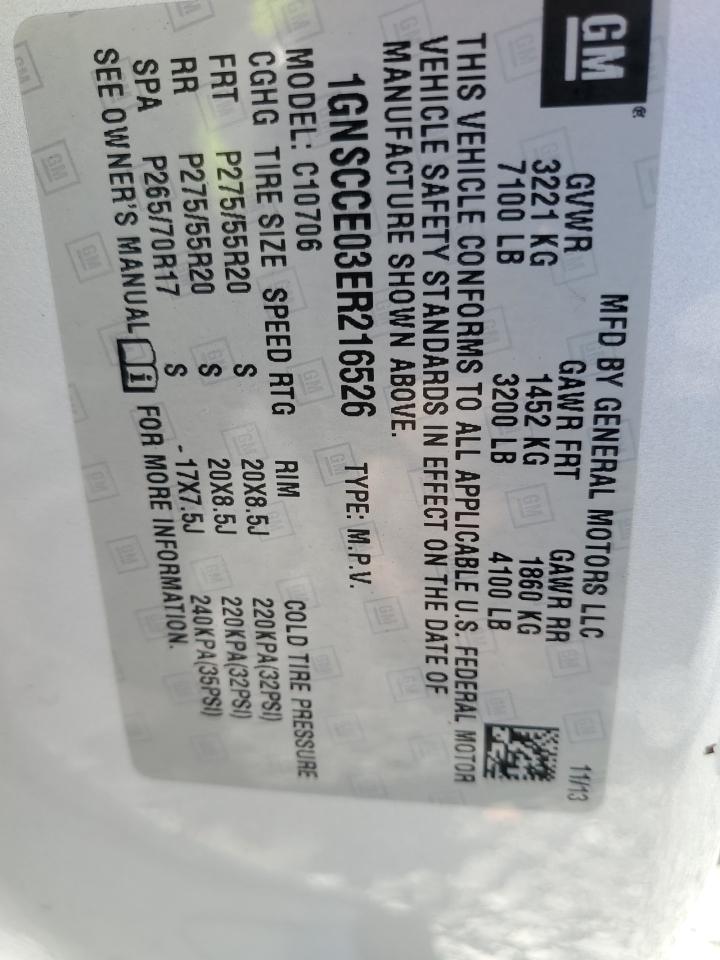 GM®
MFD BY GENERAL MOTORS LLC 11/13
GVWR GAWR FRT GAWR RR
3221 KG 1452 KG 1860 KG
7100 LB 3200 LB 4100 LB
THIS VEHICLE CONFORMS TO ALL APPLICABLE U.S. FEDERAL MOTOR
VEHICLE SAFETY STANDARDS IN EFFECT ON THE DATE OF
MANUFACTURE SHOWN ABOVE.
1GNSCCE03ER216526 TYPE: M.P.V.
MODEL: C10706
CGHG TIRE SIZE SPEED RTG RIM COLD TIRE PRESSURE
FRT P275/55R20 S 20X8.5J 220KPA(32PSI)
RR P275/55R20 S 20X8.5J 220KPA(32PSI)
SPA P265/70R17 S -17X7.5J 240KPA(35PSI)
SEE OWNER'S MANUAL i FOR MORE INFORMATION.